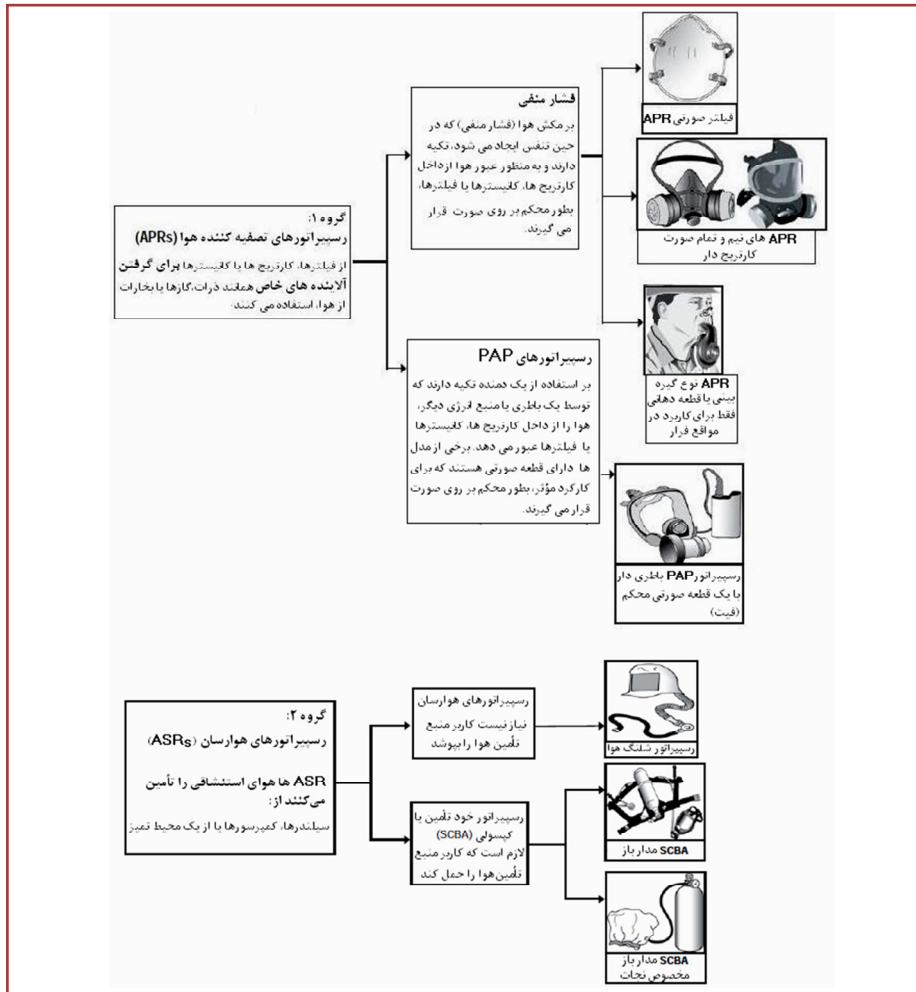 گروه ۱:
رسپیراتورهای تصفیه کننده هوا (APRs)
از فیلترها، کارتریج ها یا کانیسترها برای گرفتن
آلاینده های خاص همانند ذرات، گازها یا بخارات
از هوا، استفاده می کنند.
فشار منفی
بر مکش هوا (فشار منفی) که در
حین تنفس ایجاد می شود، تکیه
دارند و به منظور عبور هوا از داخل
کارتریج ها، کانیسترها یا فیلترها،
بطور محکم بر روی صورت قرار
می گیرند.
فیلتر صورتی APR
APR های نیم و تمام صورت
کارتریج دار
APR نوع گیره
بینی یا قطعه دهانی
فقط برای کاربرد در
مواقع فرار
رسپیراتورهای PAP
بر استفاده از یک دمنده تکیه دارند که
توسط یک باطری یا منبع انرژی دیگر،
هوا را از داخل کارتریج ها، کانیسترها
یا فیلترها عبور می دهد. برخی از مدل
ها دارای قطعه صورتی هستند که برای
کارکرد مؤثر، بطور محکم بر روی صورت
قرار می گیرند.
رسپیراتور PAP باطری دار
با یک قطعه صورتی محکم
(فیت)
گروه ۲:
رسپیراتورهای هوارسان (ASRs)
ASR ها هوای استنشاقی را تأمین
می‌کنند از:
سیلندرها، کمپرسورها یا از یک محیط تمیز
رسپیراتورهای هوارسان
نیاز نیست کاربر منبع
تأمین هوا را بپوشد
رسپیراتور شلنگ هوا
رسپیراتور خود تأمین یا
کپسولی (SCBA)
لازم است که کاربر منبع
تأمین هوا را حمل کند
SCBA مدار باز
SCBA مدار باز
مخصوص نجات